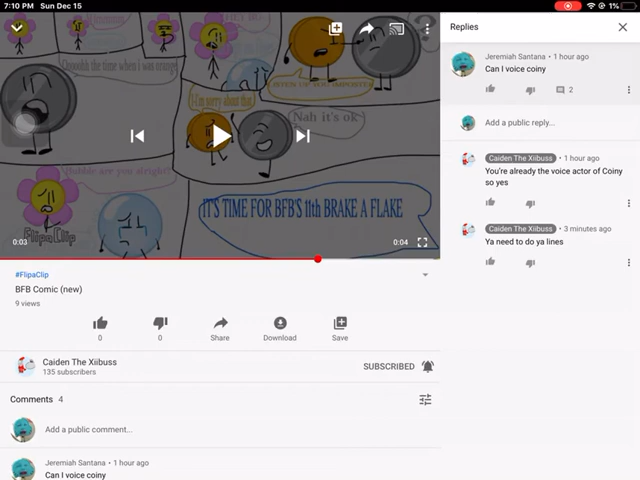 7:10 PM Sun Dec 15
1%
Ooooohh the time when I was
LISTEN UP YOU
I-I'm sorry about that
Nah it's ok
Bubble are you alright?
IT'S TIME FOR BFB'S 11th BRAKE A FLAKE
FlipaClip
0:03
0:04
#FlipaClip
BFB Comic (new)
9 views
0
0
Share
Download
Save
Caiden The Xiibuss
135 subscribers
SUBSCRIBED
Comments 4
Add a public comment...
Jeremiah Santana • 1 hour ago
Can I voice coiny
Replies
Jeremiah Santana • 1 hour ago
Can I voice coiny
2
Add a public reply...
Caiden The Xiibuss • 1 hour ago
You're already the voice actor of Coiny
so yes
Caiden The Xiibuss • 3 minutes ago
Ya need to do ya lines